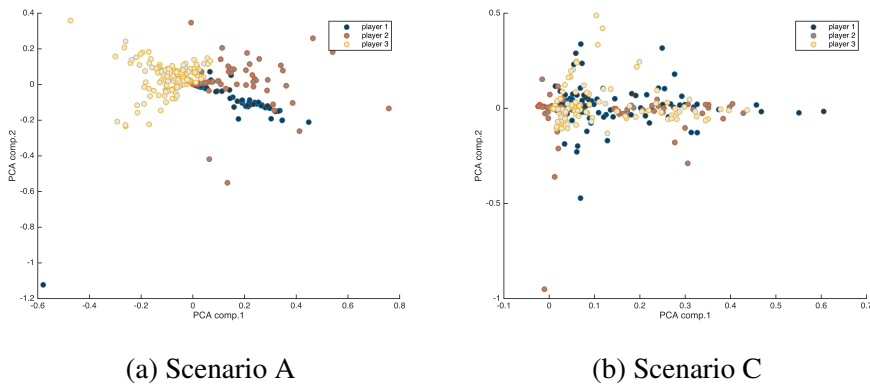 0.4
0.2
0
-0.2
-0.4
-0.6
-0.8
-1
-1.2
PCA comp.2
-0.6
-0.4
-0.2
0
0.2
0.4
0.6
0.8
PCA comp.1
player 1
player 2
player 3
(a) Scenario A
0.5
0
-0.5
-1
PCA comp.2
-0.1
0
0.1
0.2
0.3
0.4
0.5
0.6
0.7
PCA comp.1
player 1
player 2
player 3
(b) Scenario C